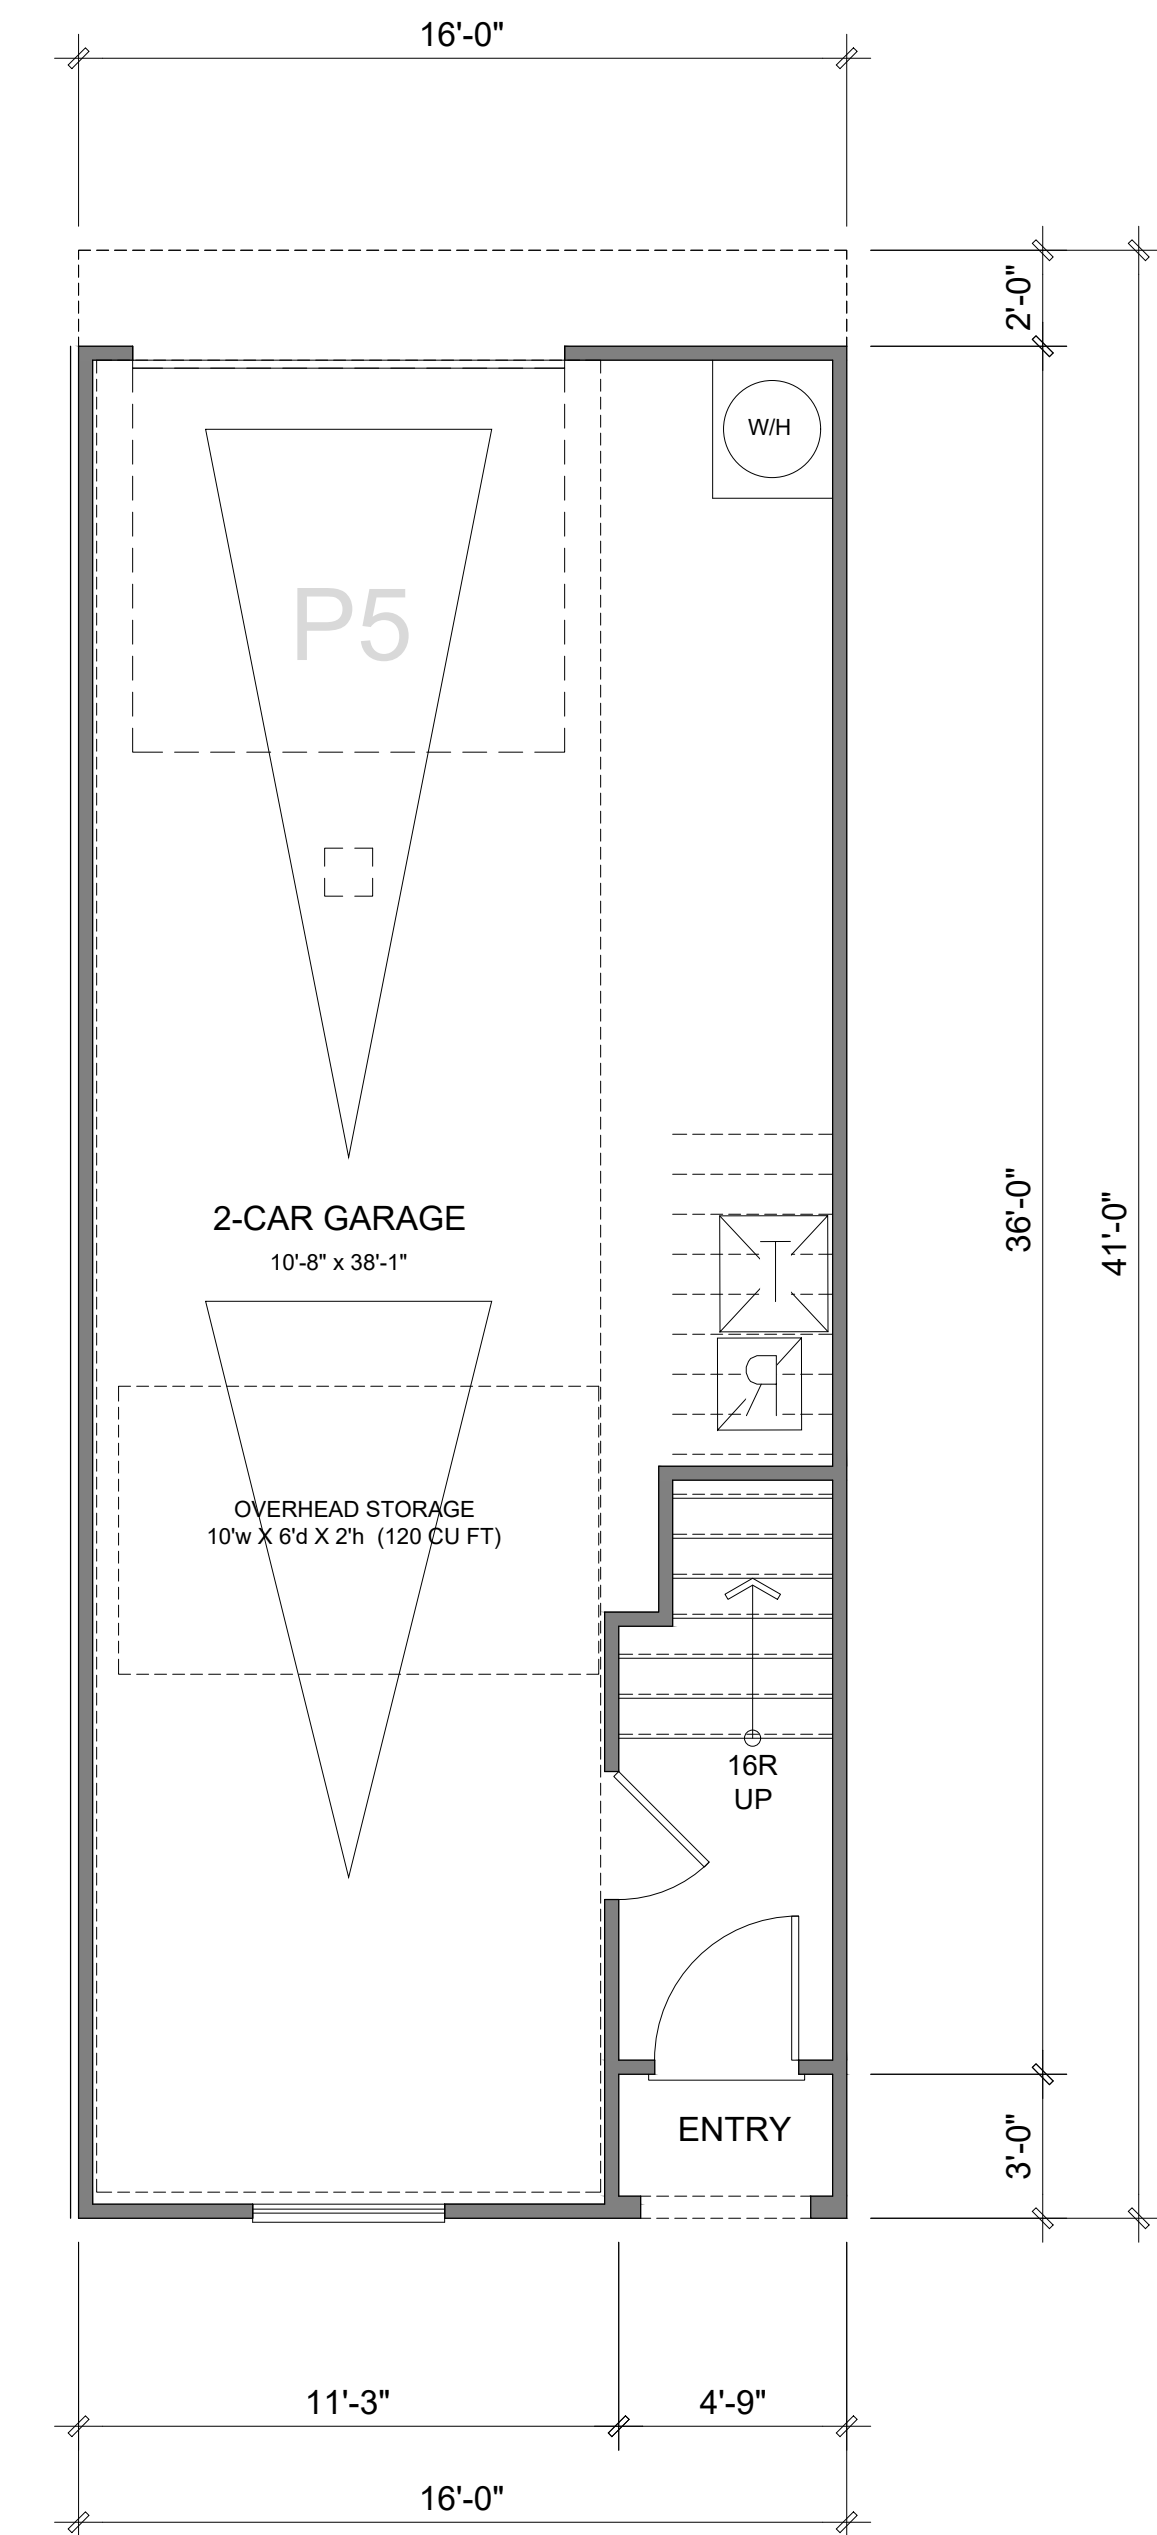 16'-0"
2'-0"
W/H
P5
36'-0"
41'-0"
2-CAR GARAGE
10'-8" x 38'-1"
T
R
OVERHEAD STORAGE
10'w X 6'd X 2'h (120 CU FT)
16R
UP
ENTRY
3'-0"
11'-3"
4'-9"
16'-0"